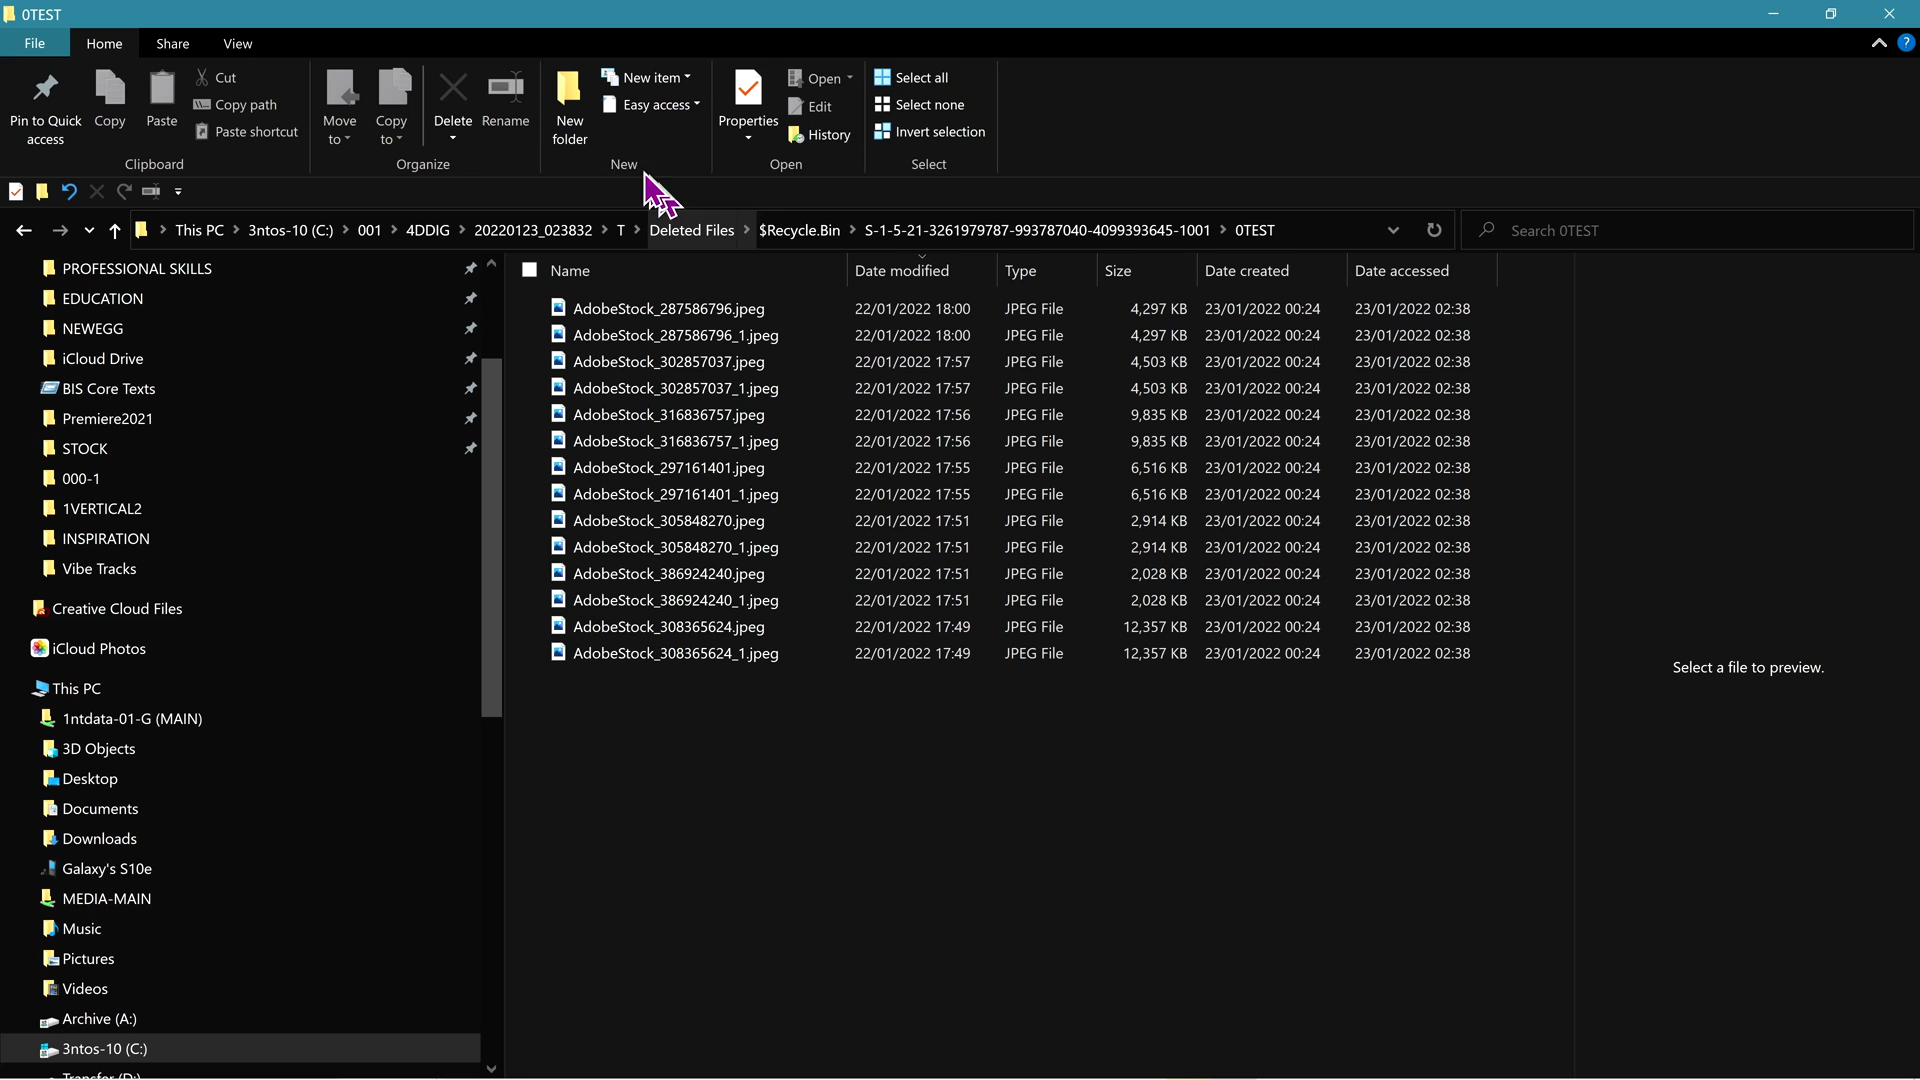 0TEST
File Home Share View
Pin to Quick access
Copy
Paste
Cut
Copy path
Paste shortcut
Clipboard
Move to
Copy to
Delete
Rename
Organize
New folder
New item
Easy access
New
Properties
Open
Edit
History
Open
Select all
Select none
Invert selection
Select
This PC > 3ntos-10 (C:) > 001 > 4DDIG > 20220123_023832 > T > Deleted Files > $Recycle.Bin > S-1-5-21-3261979787-993787040-4099393645-1001 > 0TEST
Search 0TEST
PROFESSIONAL SKILLS
EDUCATION
NEWEGG
iCloud Drive
BIS Core Texts
Premiere2021
STOCK
000-1
1VERTICAL2
INSPIRATION
Vibe Tracks
Creative Cloud Files
iCloud Photos
This PC
1ntdata-01-G (MAIN)
3D Objects
Desktop
Documents
Downloads
Galaxy's S10e
MEDIA-MAIN
Music
Pictures
Videos
Archive (A:)
3ntos-10 (C:)
Transfer (D:)
Name Date modified Type Size Date created Date accessed
AdobeStock_287586796.jpeg 22/01/2022 18:00 JPEG File 4,297 KB 23/01/2022 00:24 23/01/2022 02:38
AdobeStock_287586796_1.jpeg 22/01/2022 18:00 JPEG File 4,297 KB 23/01/2022 00:24 23/01/2022 02:38
AdobeStock_302857037.jpeg 22/01/2022 17:57 JPEG File 4,503 KB 23/01/2022 00:24 23/01/2022 02:38
AdobeStock_302857037_1.jpeg 22/01/2022 17:57 JPEG File 4,503 KB 23/01/2022 00:24 23/01/2022 02:38
AdobeStock_316836757.jpeg 22/01/2022 17:56 JPEG File 9,835 KB 23/01/2022 00:24 23/01/2022 02:38
AdobeStock_316836757_1.jpeg 22/01/2022 17:56 JPEG File 9,835 KB 23/01/2022 00:24 23/01/2022 02:38
AdobeStock_297161401.jpeg 22/01/2022 17:55 JPEG File 6,516 KB 23/01/2022 00:24 23/01/2022 02:38
AdobeStock_297161401_1.jpeg 22/01/2022 17:55 JPEG File 6,516 KB 23/01/2022 00:24 23/01/2022 02:38
AdobeStock_305848270.jpeg 22/01/2022 17:51 JPEG File 2,914 KB 23/01/2022 00:24 23/01/2022 02:38
AdobeStock_305848270_1.jpeg 22/01/2022 17:51 JPEG File 2,914 KB 23/01/2022 00:24 23/01/2022 02:38
AdobeStock_386924240.jpeg 22/01/2022 17:51 JPEG File 2,028 KB 23/01/2022 00:24 23/01/2022 02:38
AdobeStock_386924240_1.jpeg 22/01/2022 17:51 JPEG File 2,028 KB 23/01/2022 00:24 23/01/2022 02:38
AdobeStock_308365624.jpeg 22/01/2022 17:49 JPEG File 12,357 KB 23/01/2022 00:24 23/01/2022 02:38
AdobeStock_308365624_1.jpeg 22/01/2022 17:49 JPEG File 12,357 KB 23/01/2022 00:24 23/01/2022 02:38
Select a file to preview.